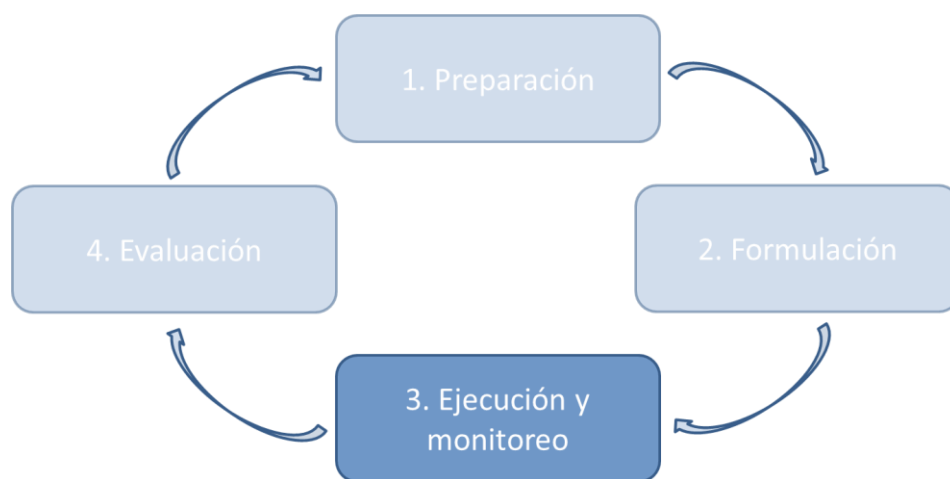 1. Preparación
4. Evaluación
2. Formulación
3. Ejecución y
monitoreo